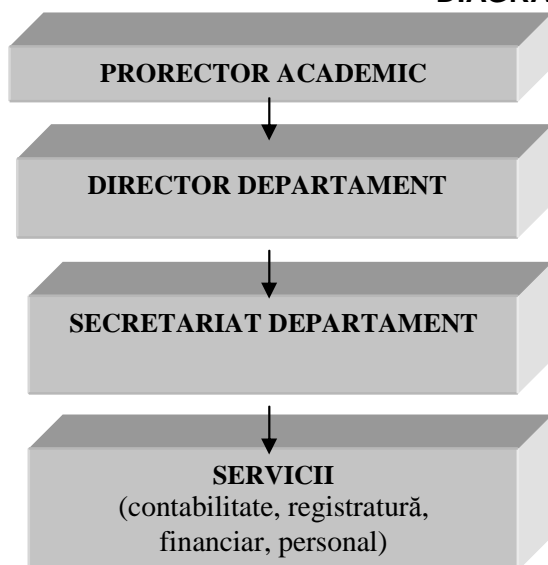 PRORECTOR ACADEMIC
DIRECTOR DEPARTAMENT
SECRETARIAT DEPARTAMENT
SERVICII
(contabilitate, registratură,
financiar, personal)